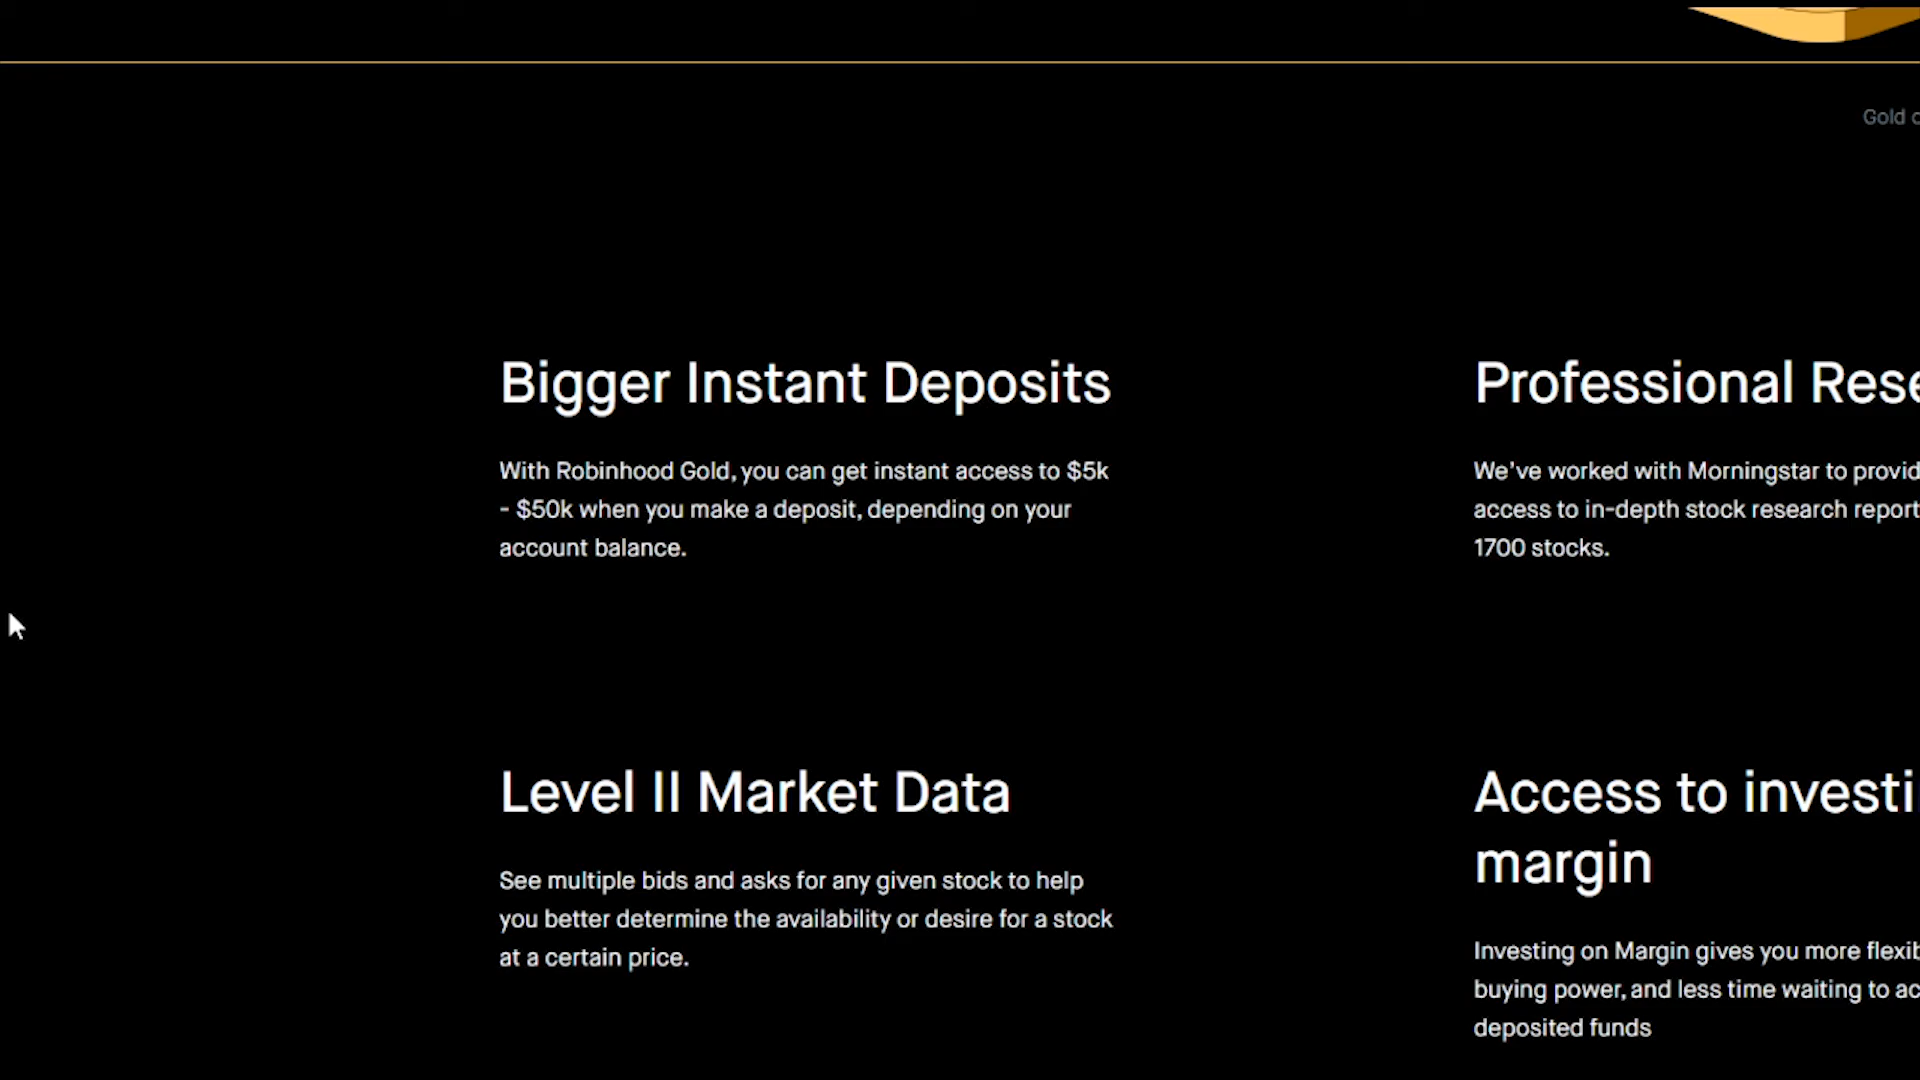 Gold
Bigger Instant Deposits
With Robinhood Gold, you can get instant access to $5k
- $50k when you make a deposit, depending on your
account balance.
Professional
We've worked with Morningstar to
access to in-depth stock research
1700 stocks.
Level II Market Data
See multiple bids and asks for any given stock to help
you better determine the availability or desire for a stock
at a certain price.
Access to
margin
Investing on Margin gives you more
buying power, and less time waiting to
deposited funds